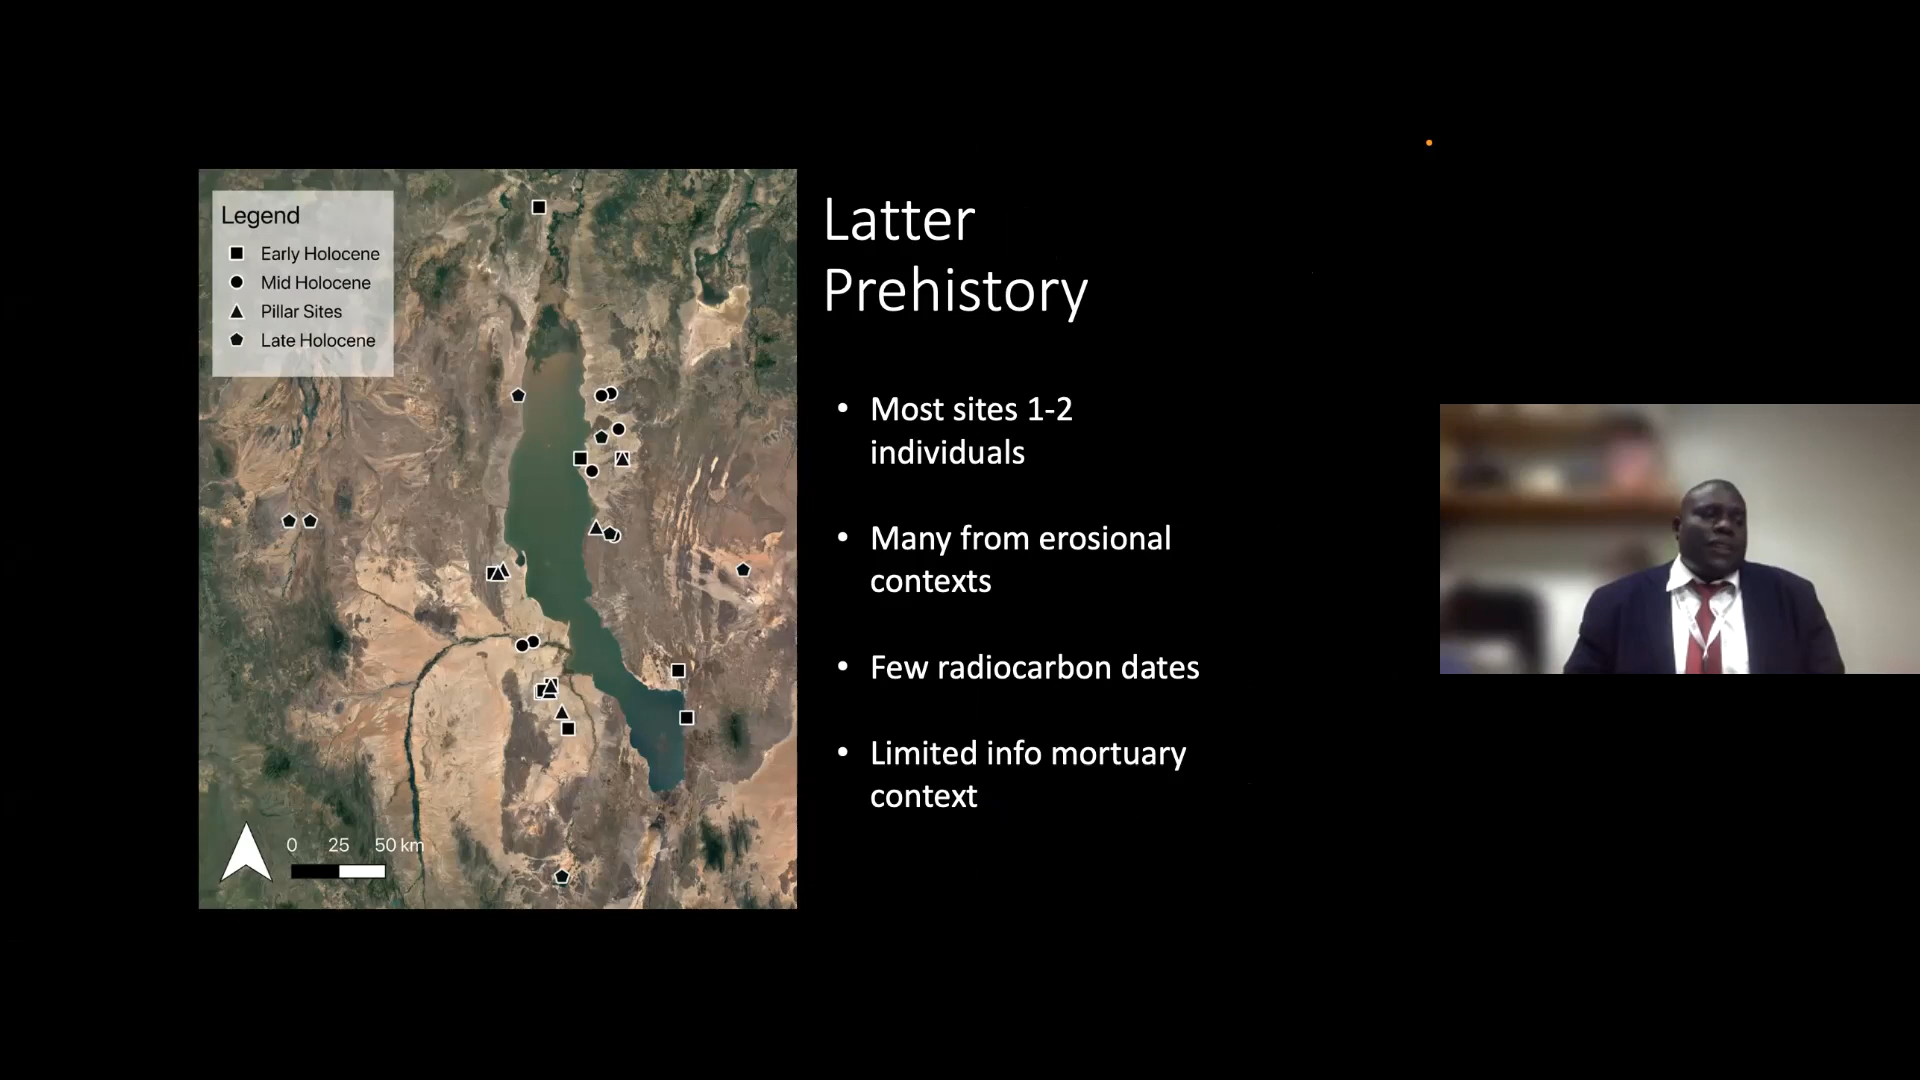 Legend
Early Holocene
Mid Holocene
Pillar Sites
Late Holocene
0 25 50 km
Latter
Prehistory
• Most sites 1-2
individuals
• Many from erosional
contexts
• Few radiocarbon dates
• Limited info mortuary
context